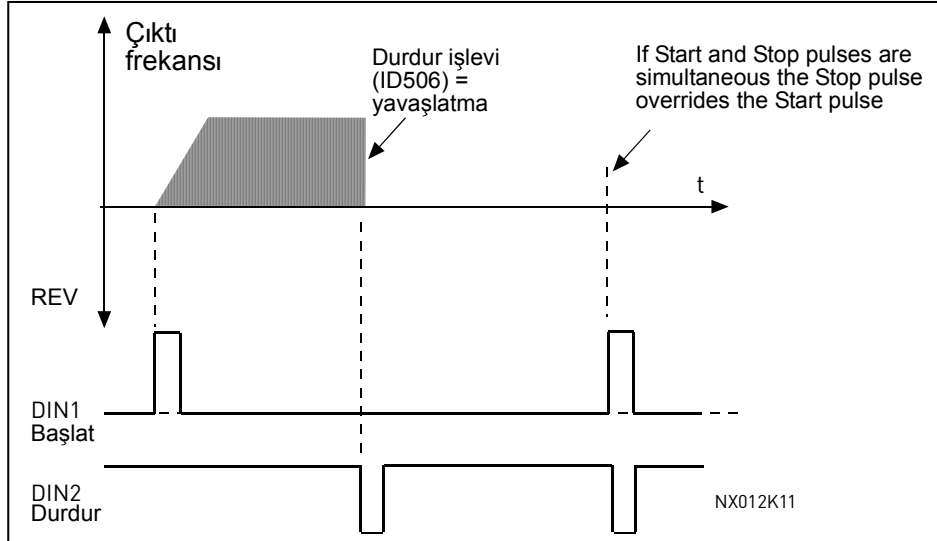 Çıktı
frekansı
Durdur işlevi
(ID506) =
yavaşlatma
If Start and Stop pulses are
simultaneous the Stop pulse
overrides the Start pulse
t
REV
DIN1
Başlat
DIN2
Durdur
NX012K11